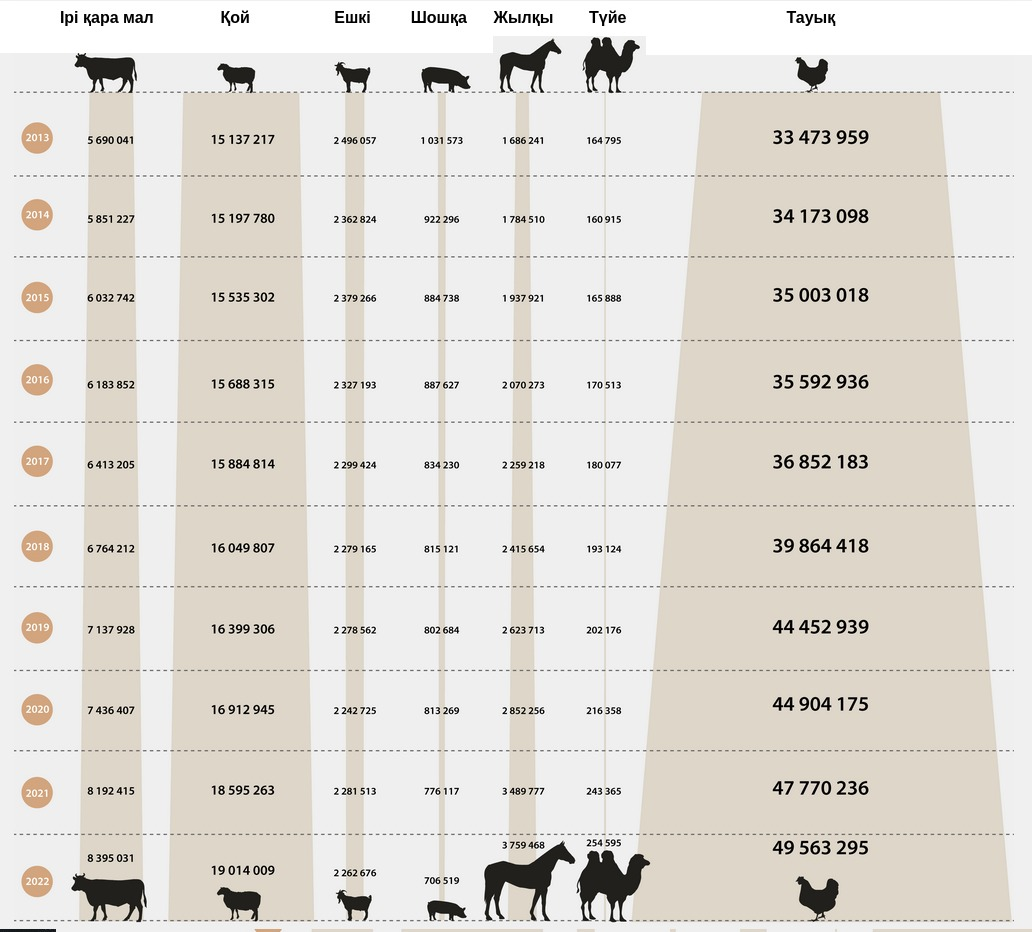 Ірі қара мал Қой Ешкі Шошқа Жылқы Түйе Тауық
2013 5 690 041 15 137 217 2 496 057 1 031 573 1 686 241 164 795 33 473 959
2014 5 851 227 15 197 780 2 362 824 922 296 1 784 510 160 915 34 173 098
2015 6 032 742 15 535 302 2 379 266 884 738 1 937 921 165 888 35 003 018
2016 6 183 852 15 688 315 2 327 193 887 627 2 070 273 170 513 35 592 936
2017 6 413 205 15 884 814 2 299 424 834 230 2 259 218 180 077 36 852 183
2018 6 764 212 16 049 807 2 279 165 815 121 2 415 654 193 124 39 864 418
2019 7 137 928 16 399 306 2 278 562 802 684 2 623 713 202 176 44 452 939
2020 7 436 407 16 912 945 2 242 725 813 269 2 852 256 216 358 44 904 175
2021 8 192 415 18 595 263 2 281 513 776 117 3 489 777 243 365 47 770 236
2022 8 395 031 19 014 009 2 262 676 706 519 3 759 468 254 595 49 563 295